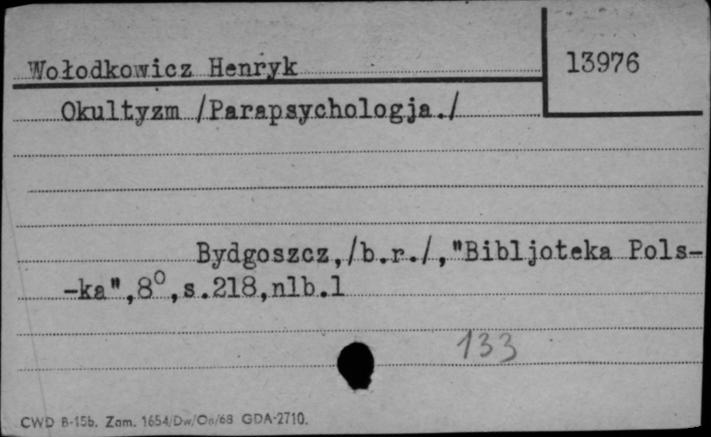 Wołodkowicz Henryk
13976
Okultyzm /Parapsychologja./
Bydgoszcz,/b.r./,"Bibljoteka Pols-
-ka",8°,s.218,nlb.1
133
CWD B-15b. Zam. 1654/Dw/On/68 GDA-2710.